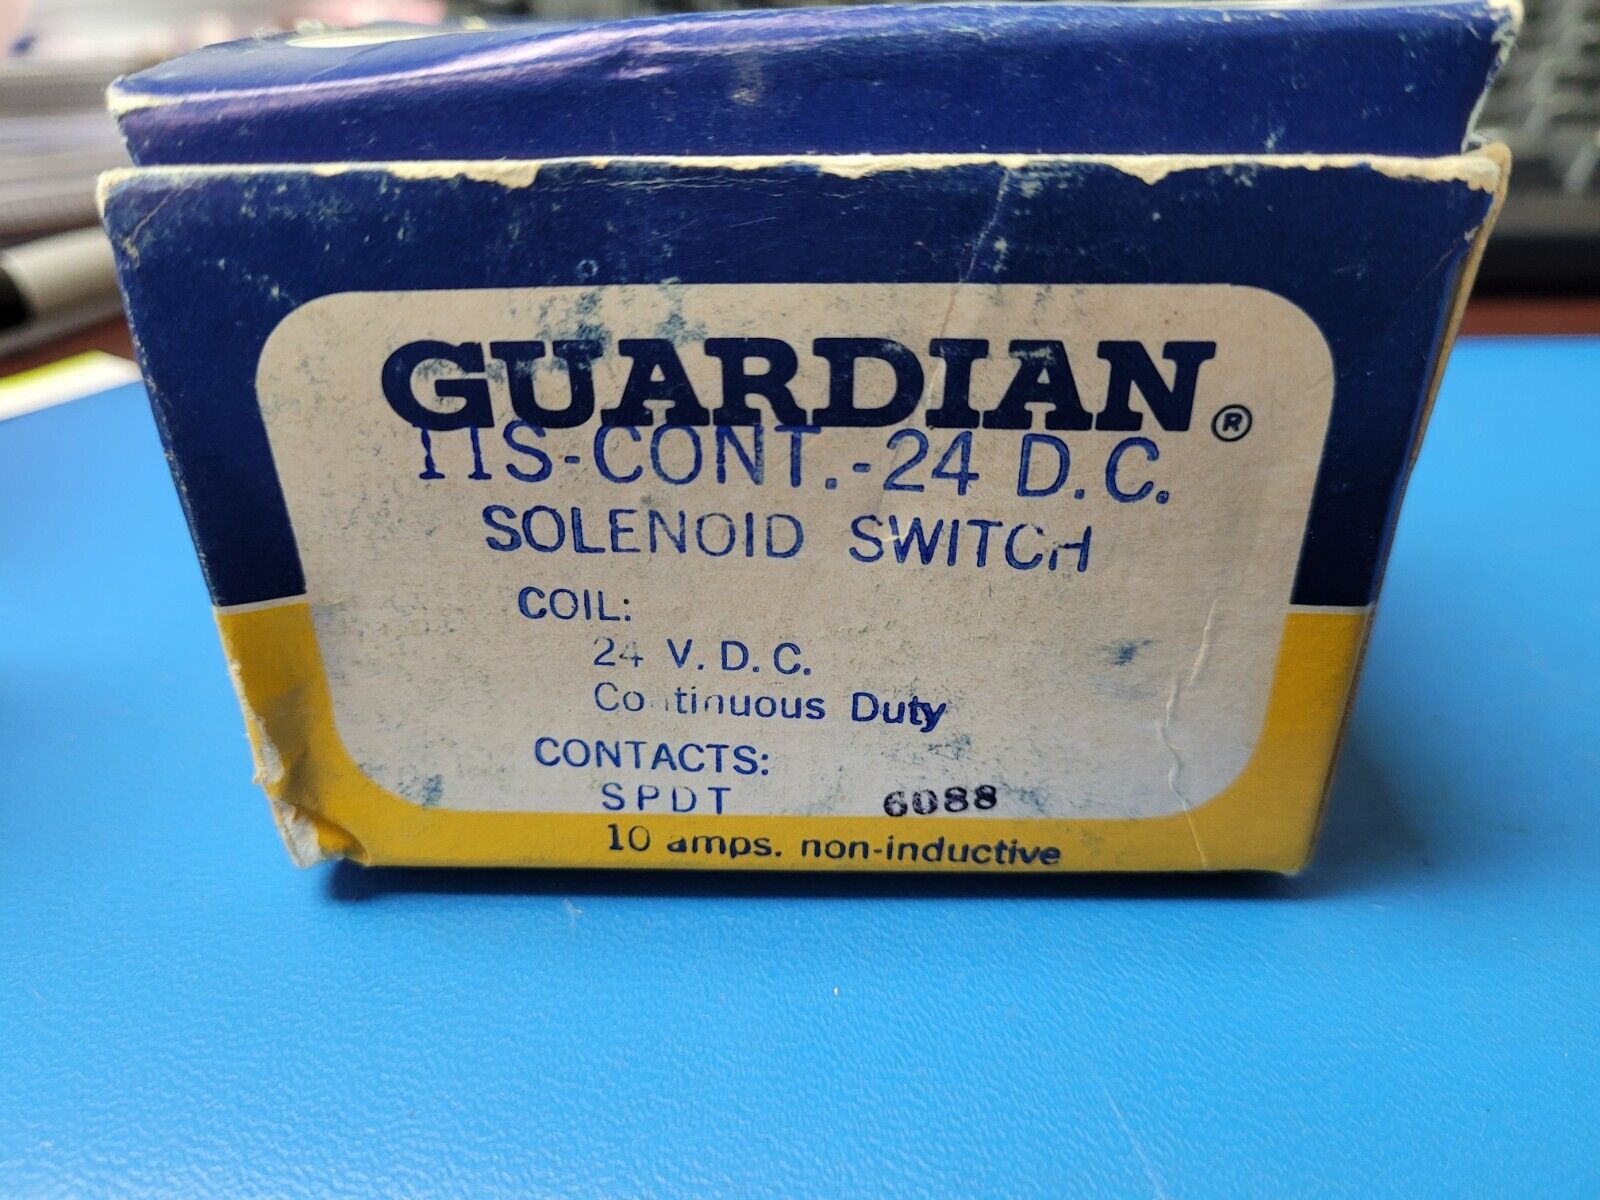 GUARDIAN®
11S-CONT.-24 D.C.
SOLENOID SWITCH
COIL:
24 V.D.C.
Continuous Duty
CONTACTS:
SPDT 6088
10 amps. non-inductive